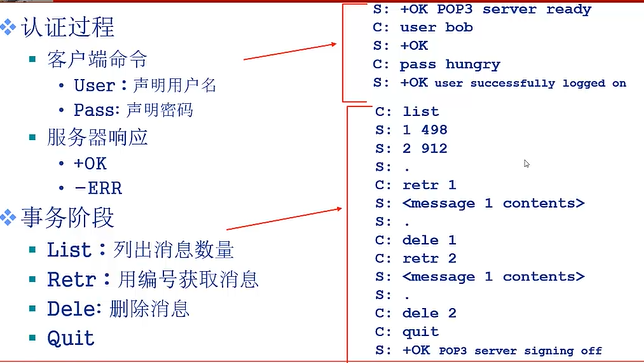 认证过程
客户端命令
User：声明用户名
Pass: 声明密码
服务器响应
+OK
-ERR
事务阶段
List：列出消息数量
Retr：用编号获取消息
Dele: 删除消息
Quit
S: +OK POP3 server ready
C: user bob
S: +OK
C: pass hungry
S: +OK user successfully logged on
C: list
S: 1 498
S: 2 912
S: .
C: retr 1
S: <message 1 contents>
S: .
C: dele 1
C: retr 2
S: <message 1 contents>
S: .
C: dele 2
C: quit
S: +OK POP3 server signing off